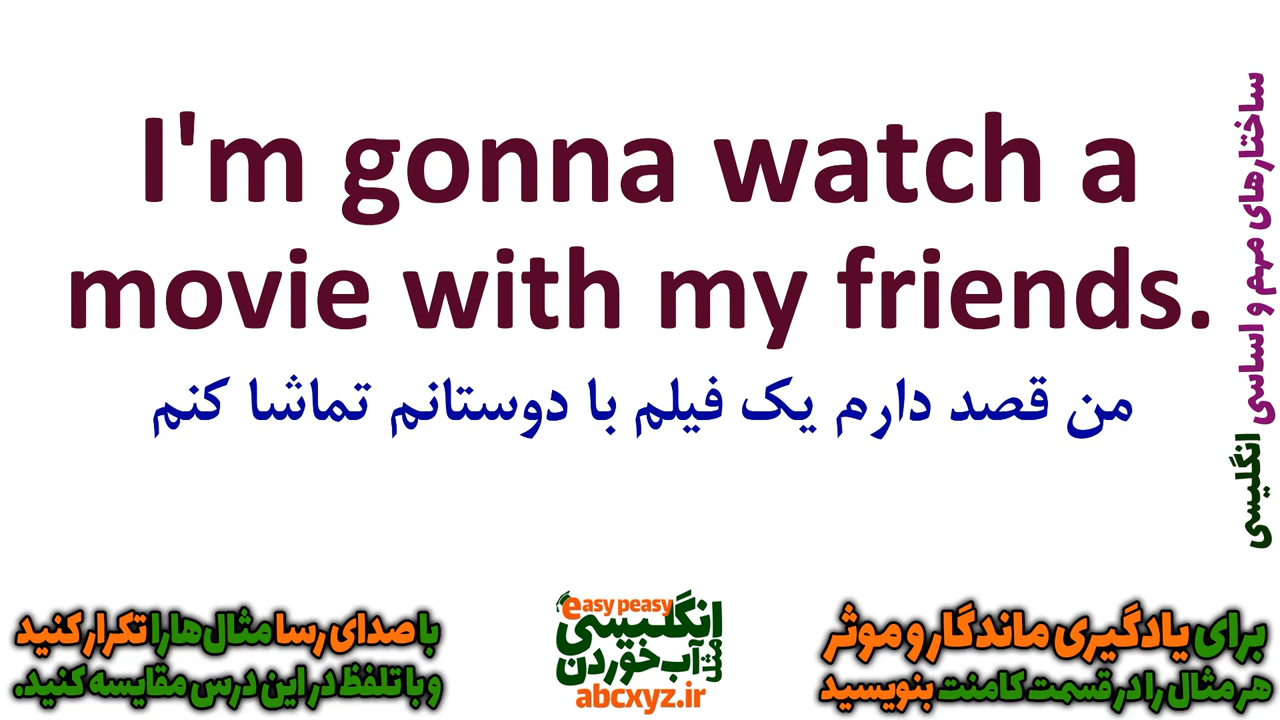 I'm gonna watch a
movie with my friends.
من قصد دارم یک فیلم با دوستانم تماشا کنم
ساختارهای مهم و اساسی انگلیسی
برای یادگیری ماندگار و موثر
هر مثال را در قسمت کامنت بنویسید
easy peasy
انگلیسی
مثل آب خوردن
abcxyz.ir
با صدای رسا مثال‌ها را تکرار کنید
و با تلفظ در این درس مقایسه کنید.